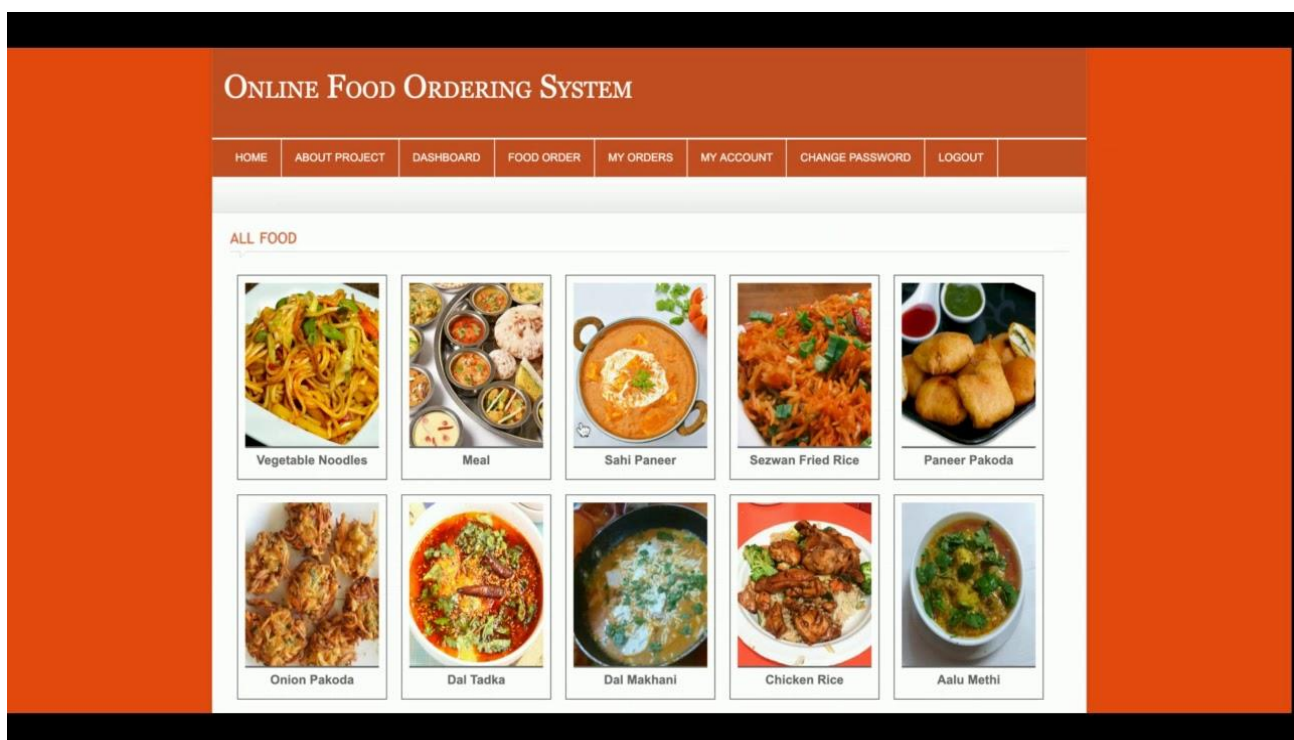 Online Food Ordering System
HOME ABOUT PROJECT DASHBOARD FOOD ORDER MY ORDERS MY ACCOUNT CHANGE PASSWORD LOGOUT
ALL FOOD
Vegetable Noodles Meal Sahi Paneer Sezwan Fried Rice Paneer Pakoda
Onion Pakoda Dal Tadka Dal Makhani Chicken Rice Aalu Methi